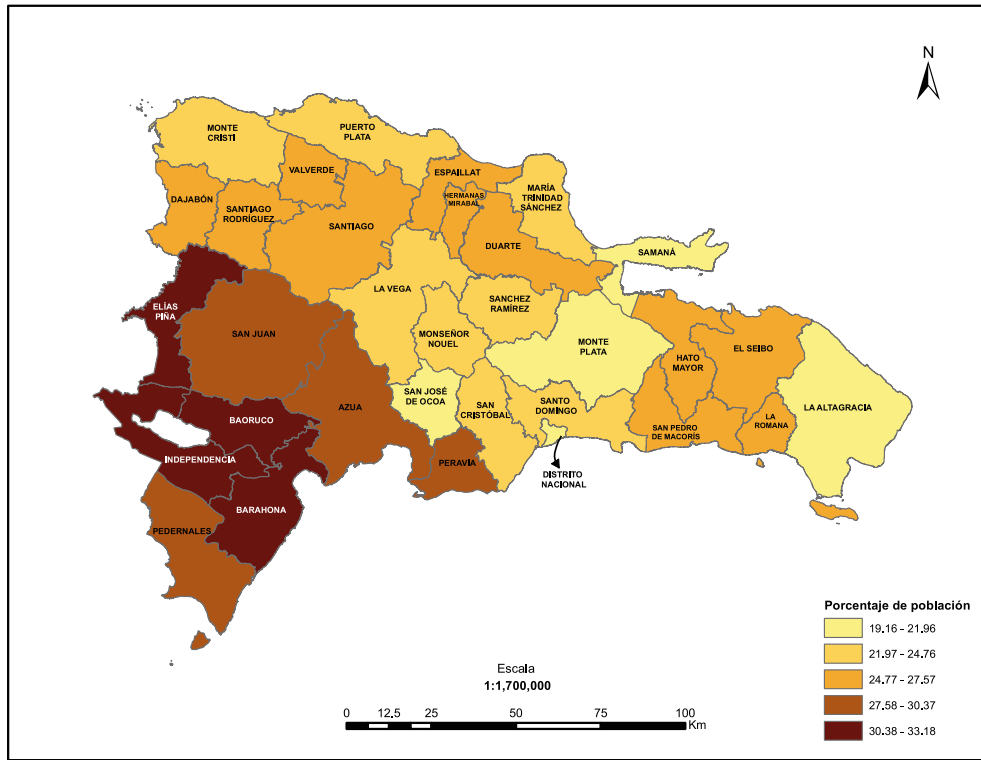 N
MONTE
CRISTI
PUERTO
PLATA
VALVERDE
ESPAILLAT
DAJABÓN
SANTIAGO
RODRÍGUEZ
SANTIAGO
HERMANAS
MIRABAL
MARÍA
TRINIDAD
SÁNCHEZ
DUARTE
SAMANÁ
ELÍAS
PIÑA
SAN JUAN
LA VEGA
SANCHEZ
RAMÍREZ
MONSEÑOR
NOUEL
MONTE
PLATA
HATO
MAYOR
EL SEIBO
LA ALTAGRACIA
AZUA
SAN JOSÉ
DE OCOA
SAN
CRISTÓBAL
SANTO
DOMINGO
SAN PEDRO
DE MACORÍS
LA
ROMANA
BAORUCO
INDEPENDENCIA
BARAHONA
PERAVÍA
DISTRITO
NACIONAL
PEDERNALES
Porcentaje de población
19.16 - 21.96
21.97 - 24.76
24.77 - 27.57
27.58 - 30.37
30.38 - 33.18
Escala
1:1,700,000
0 12,5 25 50 75 100
Km